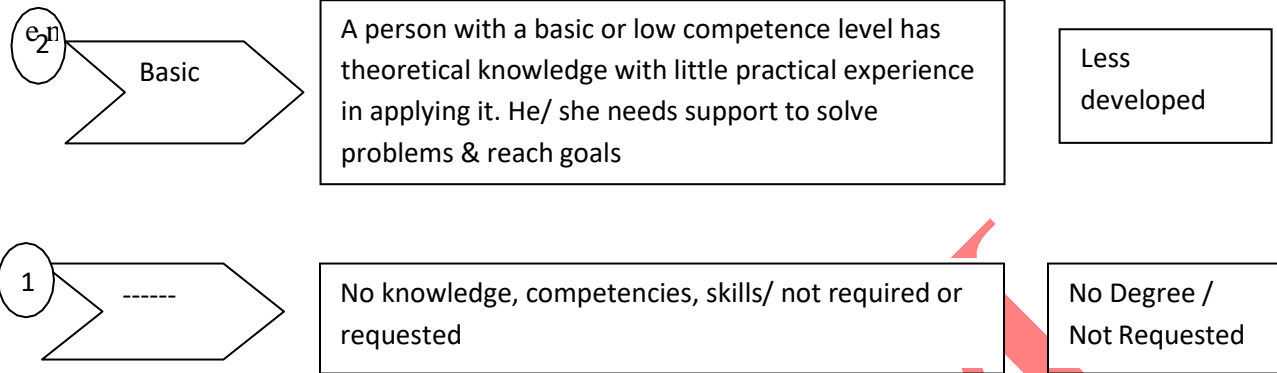 2
Basic
A person with a basic or low competence level has
theoretical knowledge with little practical experience
in applying it. He/ she needs support to solve
problems & reach goals
Less
developed
1
------
No knowledge, competencies, skills/ not required or
requested
No Degree /
Not Requested